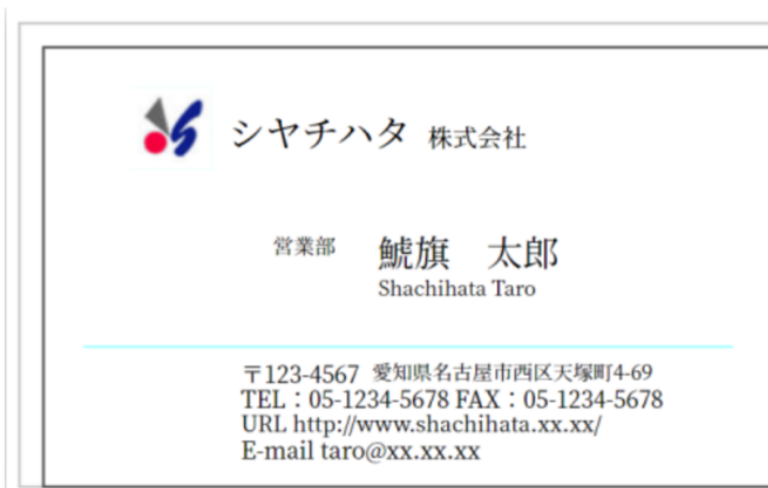 シヤチハタ 株式会社
営業部 鯱旗　太郎
Shachihata Taro
〒123-4567 愛知県名古屋市西区天塚町4-69
TEL：05-1234-5678 FAX：05-1234-5678
URL http://www.shachihata.xx.xx/
E-mail taro@xx.xx.xx